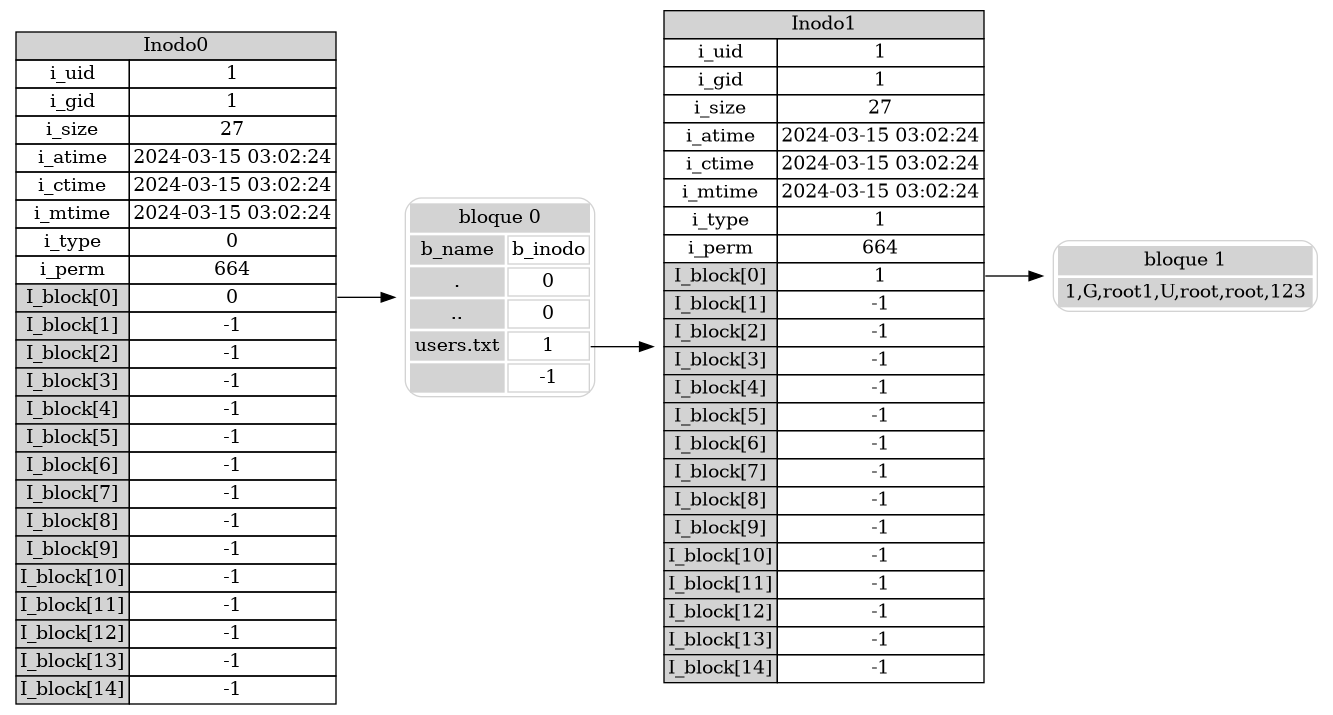 Inodo0
i_uid 1
i_gid 1
i_size 27
i_atime 2024-03-15 03:02:24
i_ctime 2024-03-15 03:02:24
i_mtime 2024-03-15 03:02:24
i_type 0
i_perm 664
I_block[0] 0
I_block[1] -1
I_block[2] -1
I_block[3] -1
I_block[4] -1
I_block[5] -1
I_block[6] -1
I_block[7] -1
I_block[8] -1
I_block[9] -1
I_block[10] -1
I_block[11] -1
I_block[12] -1
I_block[13] -1
I_block[14] -1
bloque 0
b_name b_inodo
. 0
.. 0
users.txt 1
-1
Inodo1
i_uid 1
i_gid 1
i_size 27
i_atime 2024-03-15 03:02:24
i_ctime 2024-03-15 03:02:24
i_mtime 2024-03-15 03:02:24
i_type 1
i_perm 664
I_block[0] 1
I_block[1] -1
I_block[2] -1
I_block[3] -1
I_block[4] -1
I_block[5] -1
I_block[6] -1
I_block[7] -1
I_block[8] -1
I_block[9] -1
I_block[10] -1
I_block[11] -1
I_block[12] -1
I_block[13] -1
I_block[14] -1
bloque 1
1,G,root1,U,root,root,123